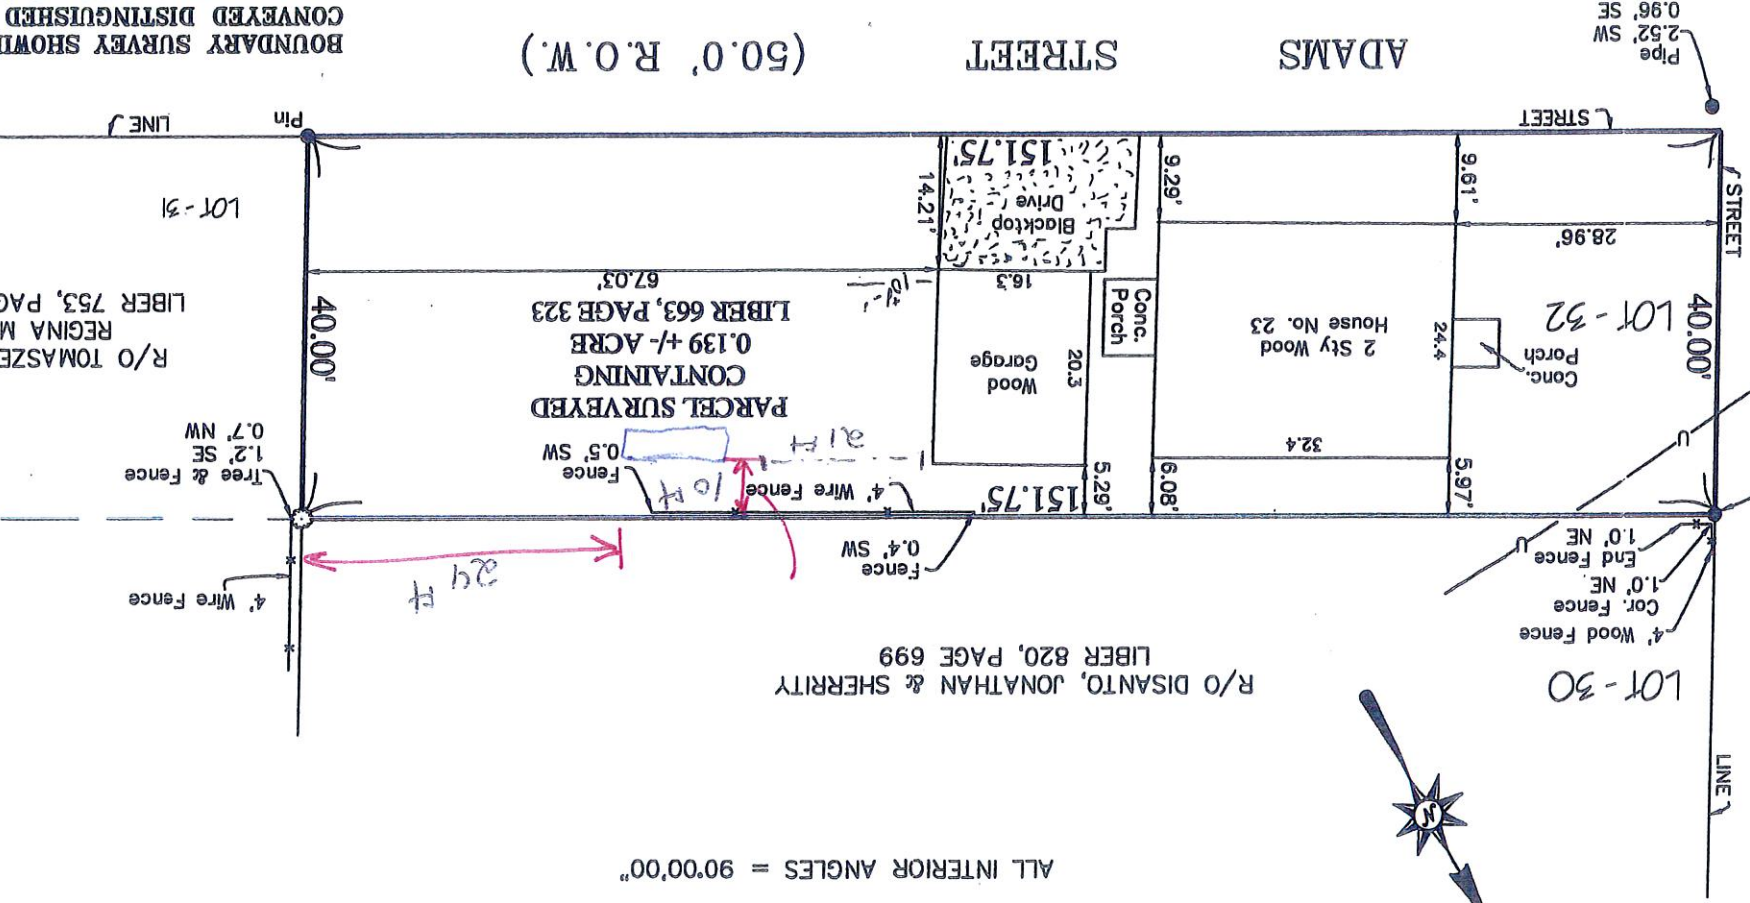 ALL INTERIOR ANGLES = 90°00'00"
LINE
LOT-30
R/O DISANTO, JONATHAN & SHERRITY
LIBER 820, PAGE 699
4' Wood Fence
Cor. Fence
1.0' NE
End Fence
1.0' NE
4' Wire Fence
24 ft
Fence
0.4' SW
Tree & Fence
1.2' SE
0.7' NW
151.75'
4' Wire Fence
10 ft
Fence
0.5' SW
21 ft
5.97'
6.08'
5.29'
32.4
PARCEL SURVEYED
CONTAINING
0.139 +/- ACRE
LIBER 663, PAGE 323
R/O TOMASZE
REGINA M
LIBER 753, PAG
40.00'
Conc.
Porch
24.4
2 Sty Wood
House No. 23
Conc.
Porch
20.3
Wood
Garage
40.00'
LOT-32
16.3
67.03'
28.96'
STREET
Blacktop
Drive
14.21'
9.61'
9.29'
151.75'
LOT-31
STREET
Pin
LINE
Pipe
2.52' SW
0.96' SE
ADAMS STREET (50.0' R.O.W.)
BOUNDARY SURVEY SHOWI
CONVEYED DISTINGUISHED
N